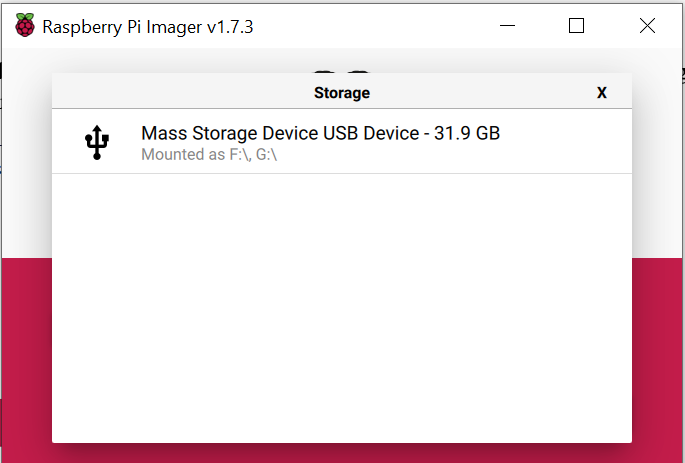 Raspberry Pi Imager v1.7.3
Storage
X
Mass Storage Device USB Device - 31.9 GB
Mounted as F:\, G:\